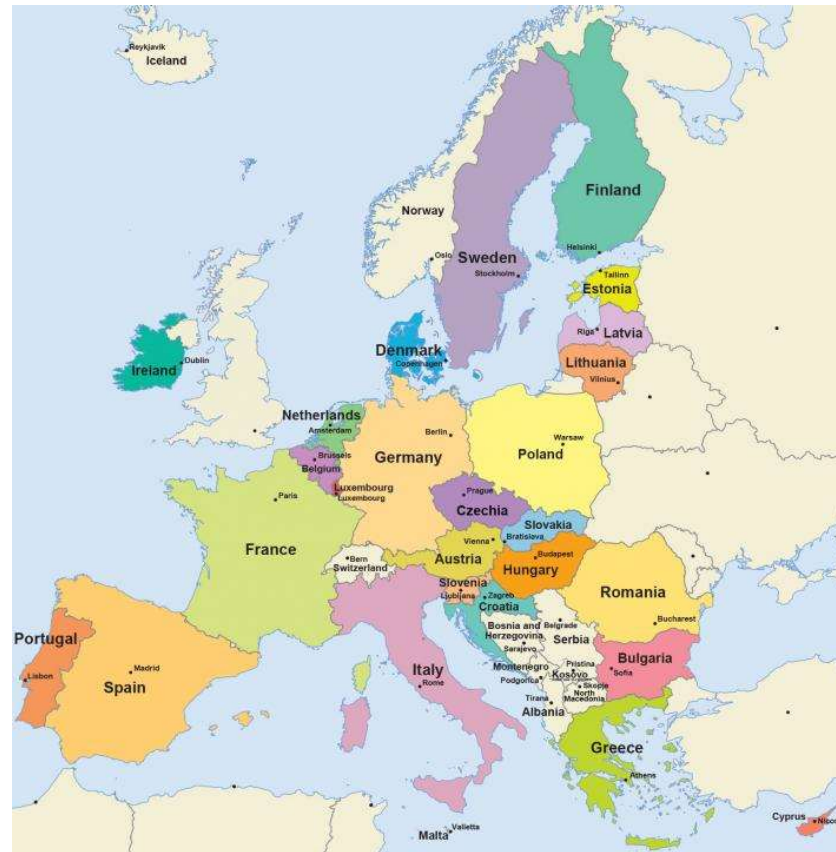 Reykjavik
Iceland
Finland
Norway
Helsinki
Oslo
Sweden
Stockholm
Tallinn
Estonia
Riga
Latvia
Denmark
Copenhagen
Lithuania
Vilnius
Dublin
Ireland
Netherlands
Amsterdam
Berlin
Warsaw
Poland
Brussels
Belgium
Germany
Luxembourg
Luxembourg
Paris
Prague
Czechia
Slovakia
Bratislava
Vienna
France
Austria
Budapest
Hungary
Bern
Switzerland
Slovenia
Ljubljana
Zagreb
Croatia
Romania
Bucharest
Bosnia and
Herzegovina
Sarajevo
Belgrade
Serbia
Portugal
Lisbon
Madrid
Spain
Italy
Rome
Montenegro
Podgorica
Pristina
Kosovo
Bulgaria
Sofia
Skopje
North
Macedonia
Tirana
Albania
Greece
Athens
Malta
Valletta
Cyprus